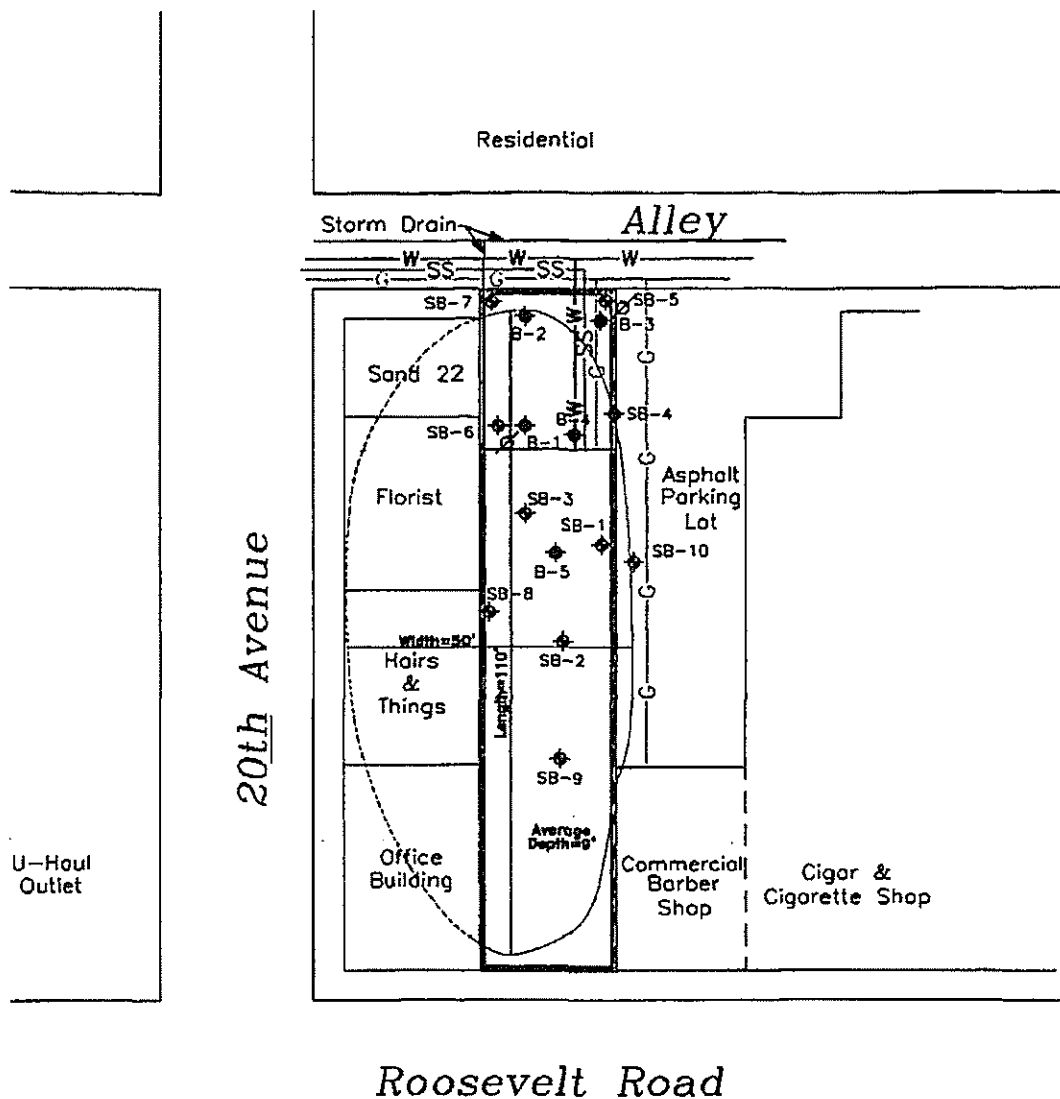 Residential
Storm Drain
Alley
W
W
W
SS
SS
G
G
SB-7
SB-5
B-2
B-3
W
W
SS
G
G
Sand 22
SB-4
W
SB-6
B-4
B-1
G
Asphalt
Parking
Lot
Florist
SB-3
SB-1
B-5
SB-10
20th Avenue
SB-8
G
Width=50'
SB-2
Hairs
&
Things
Length=110'
G
SB-9
Average
Depth=9'
U-Haul
Outlet
Office
Building
Commercial
Barber
Shop
Cigar &
Cigarette Shop
Roosevelt Road